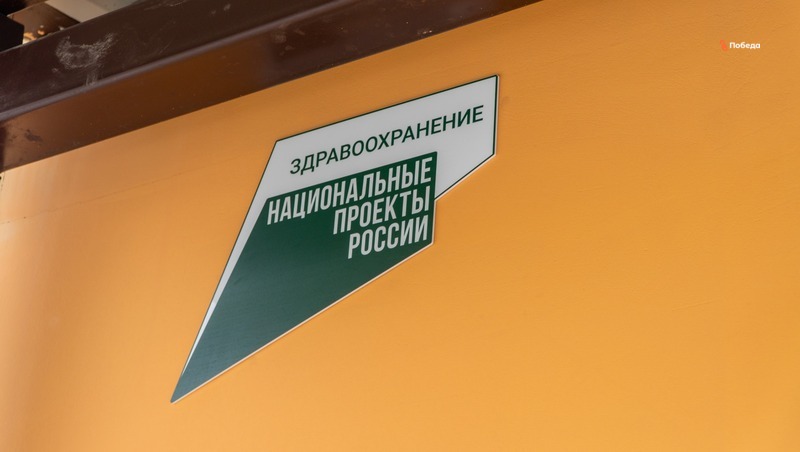 Победа
ЗДРАВООХРАНЕНИЕ
НАЦИОНАЛЬНЫЕ
ПРОЕКТЫ
РОССИИ